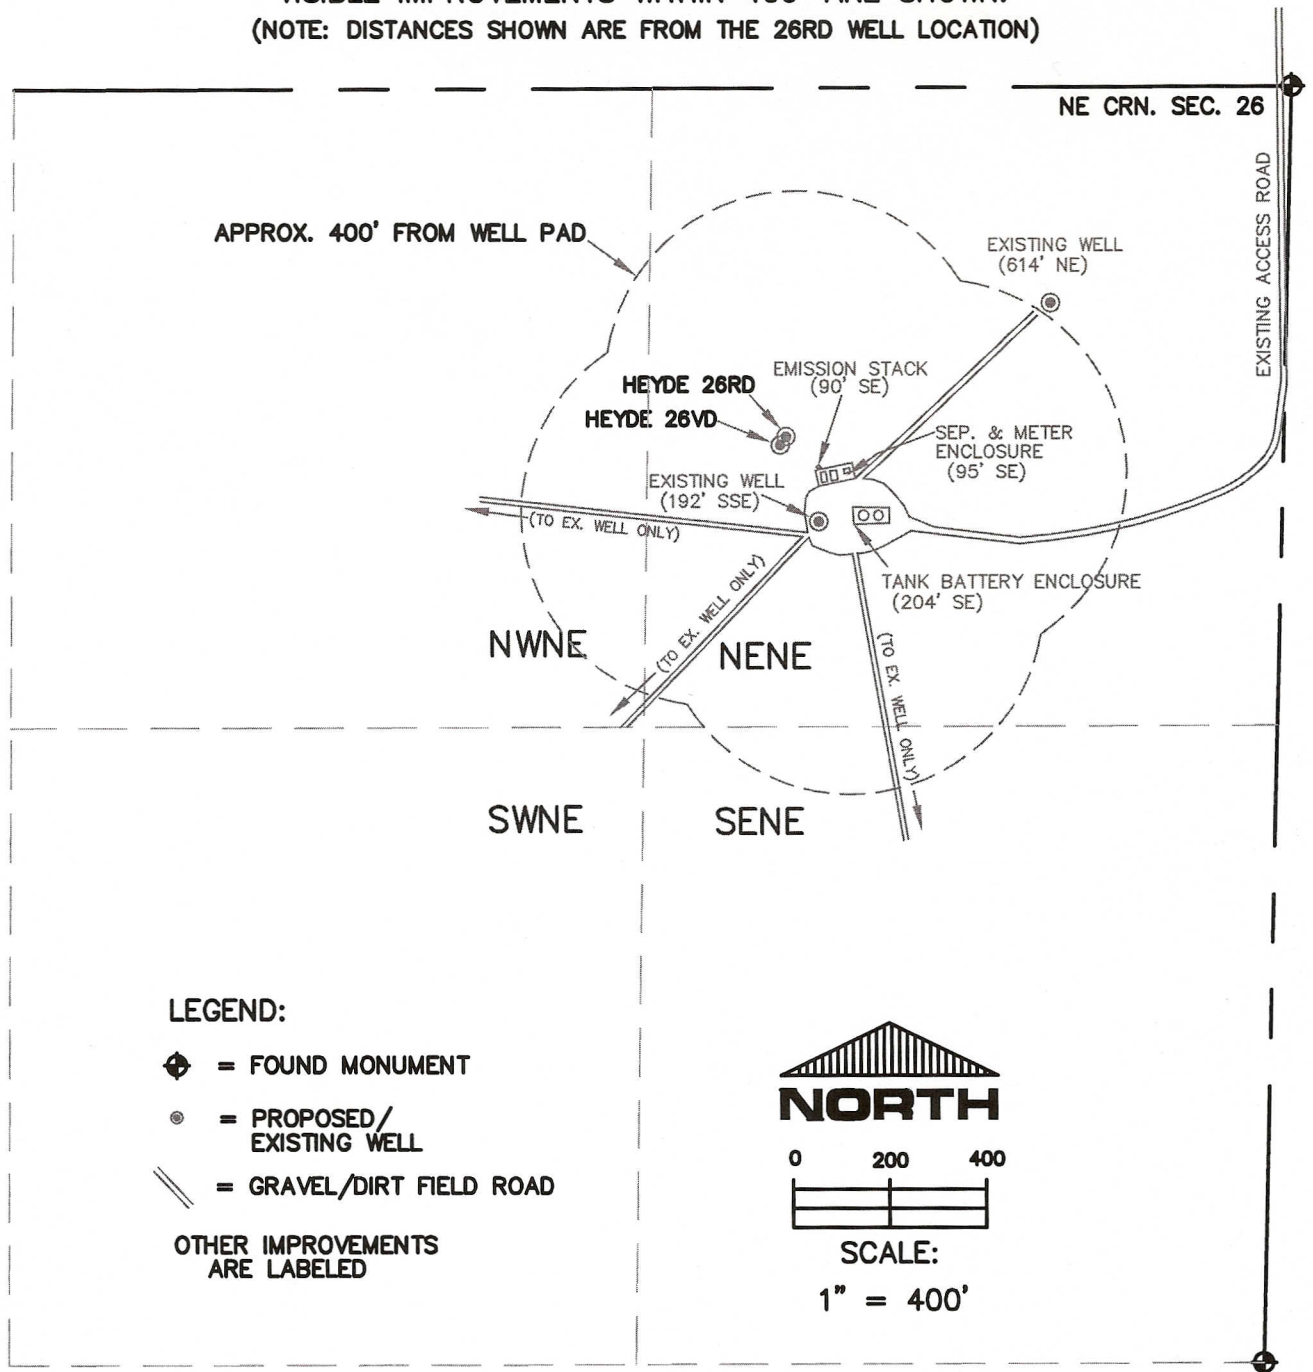 (NOTE: DISTANCES SHOWN ARE FROM THE 26RD WELL LOCATION)
NE CRN. SEC. 26
EXISTING ACCESS ROAD
APPROX. 400' FROM WELL PAD
EXISTING WELL
(614' NE)
EMISSION STACK
(90' SE)
HEYDE 26RD
HEYDE 26VD
SEP. & METER
ENCLOSURE
(95' SE)
EXISTING WELL
(192' SSE)
(TO EX. WELL ONLY)
TANK BATTERY ENCLOSURE
(204' SE)
(TO EX. WELL ONLY)
(TO EX. WELL ONLY)
NWNE
NENE
SWNE
SENE
LEGEND:
= FOUND MONUMENT
= PROPOSED/
EXISTING WELL
= GRAVEL/DIRT FIELD ROAD
OTHER IMPROVEMENTS
ARE LABELED
NORTH
0 200 400
SCALE:
1" = 400'